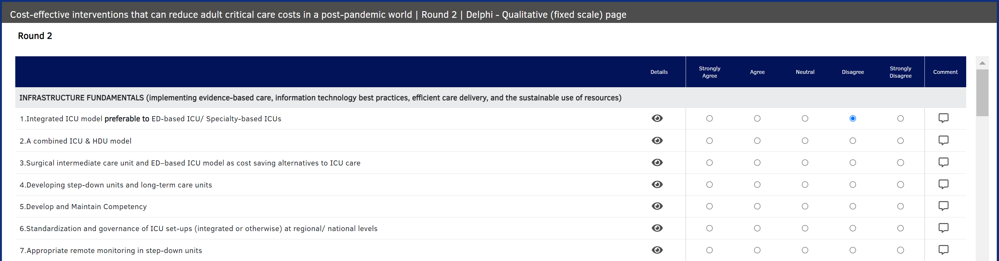 Cost-effective interventions that can reduce adult critical care costs in a post-pandemic world | Round 2 | Delphi - Qualitative (fixed scale) page
Round 2
Details
Strongly Agree
Agree
Neutral
Disagree
Strongly Disagree
Comment
INFRASTRUCTURE FUNDAMENTALS (implementing evidence-based care, information technology best practices, efficient care delivery, and the sustainable use of resources)
1.Integrated ICU model preferable to ED-based ICU/ Specialty-based ICUs
2.A combined ICU & HDU model
3.Surgical intermediate care unit and ED–based ICU model as cost saving alternatives to ICU care
4.Developing step-down units and long-term care units
5.Develop and Maintain Competency
6.Standardization and governance of ICU set-ups (integrated or otherwise) at regional/ national levels
7.Appropriate remote monitoring in step-down units